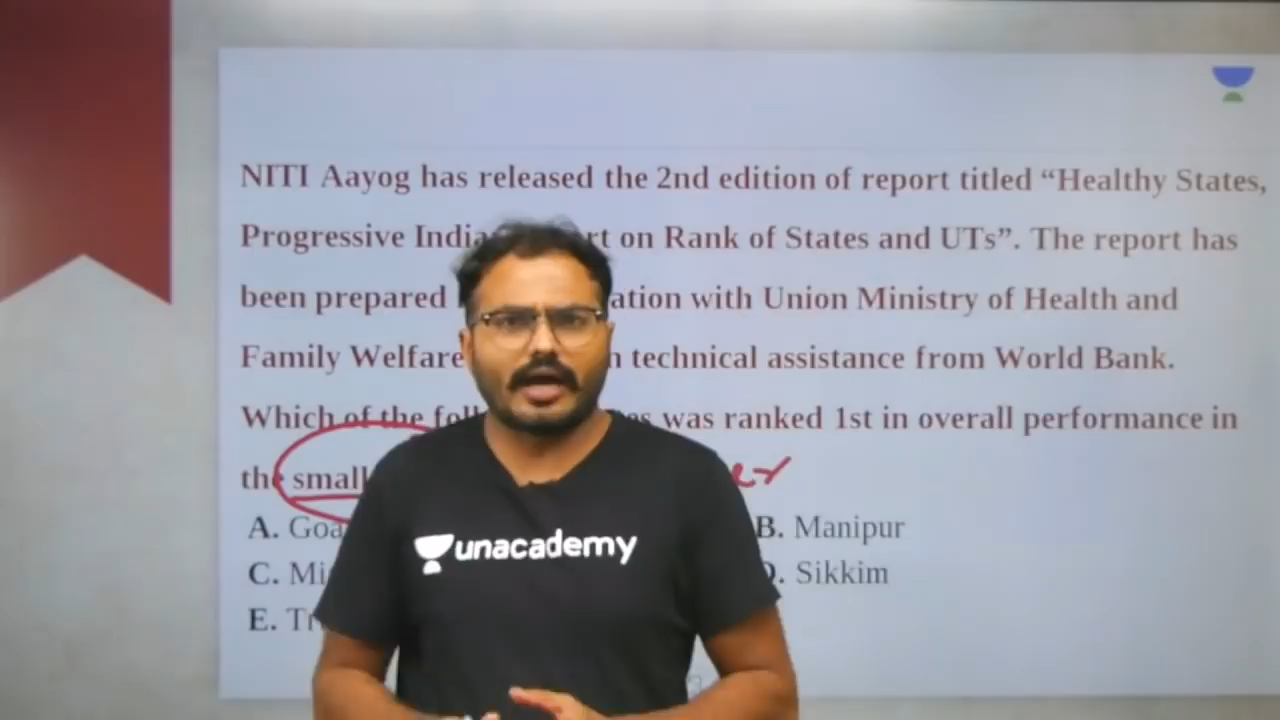 NITI Aayog has released the 2nd edition of report titled “Healthy States,
Progressive India rt on Rank of States and UTs”. The report has
been prepared ation with Union Ministry of Health and
Family Welfare technical assistance from World Bank.
Which of the was ranked 1st in overall performance in
the small
A. Goa B. Manipur
C. D. Sikkim
E.
unacademy